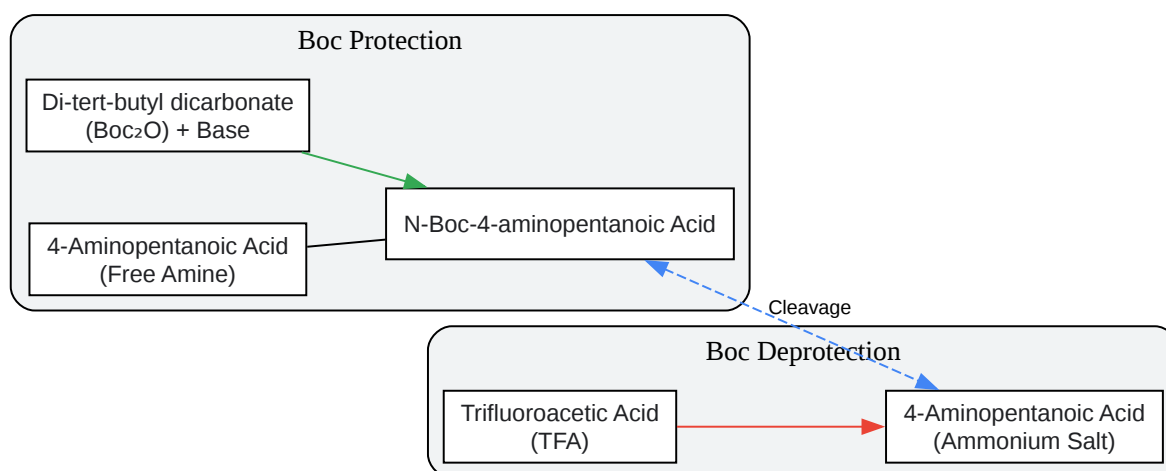 Boc Protection
Di-tert-butyl dicarbonate
(Boc₂O) + Base
N-Boc-4-aminopentanoic Acid
4-Aminopentanoic Acid
(Free Amine)
Cleavage
Boc Deprotection
Trifluoroacetic Acid
(TFA)
4-Aminopentanoic Acid
(Ammonium Salt)